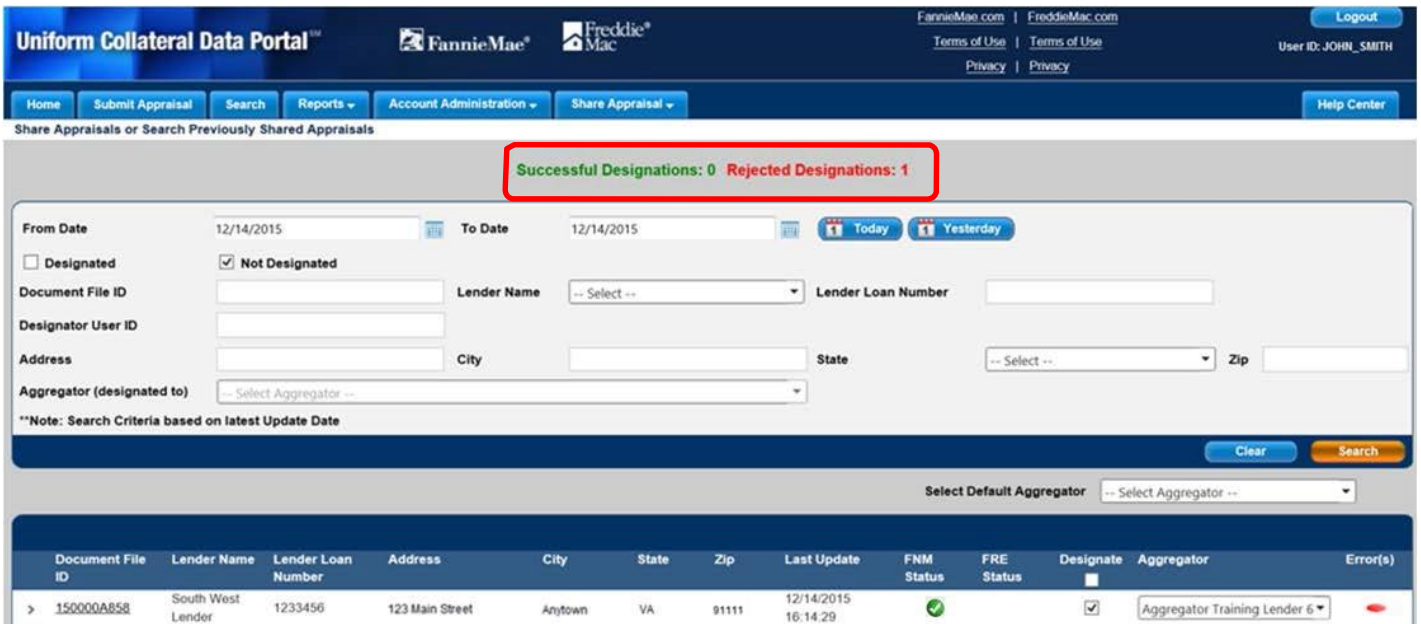 FannieMae.com | FreddieMac.com
Logout
Uniform Collateral Data Portal℠ FannieMae® Freddie Mac®
Terms of Use | Terms of Use
User ID: JOHN_SMITH
Privacy | Privacy
Home Submit Appraisal Search Reports Account Administration Share Appraisal Help Center
Share Appraisals or Search Previously Shared Appraisals
Successful Designations: 0 Rejected Designations: 1
From Date 12/14/2015 To Date 12/14/2015 1 Today 1 Yesterday
Designated Not Designated
Document File ID Lender Name -- Select -- Lender Loan Number
Designator User ID
Address City State -- Select -- Zip
Aggregator (designated to) -- Select Aggregator --
**Note: Search Criteria based on latest Update Date
Clear Search
Select Default Aggregator -- Select Aggregator --
Document File ID Lender Name Lender Loan Number Address City State Zip Last Update FNM Status FRE Status Designate Aggregator Error(s)
150000A858 South West Lender 1233456 123 Main Street Anytown VA 91111 12/14/2015 16:14:29 Aggregator Training Lender 6